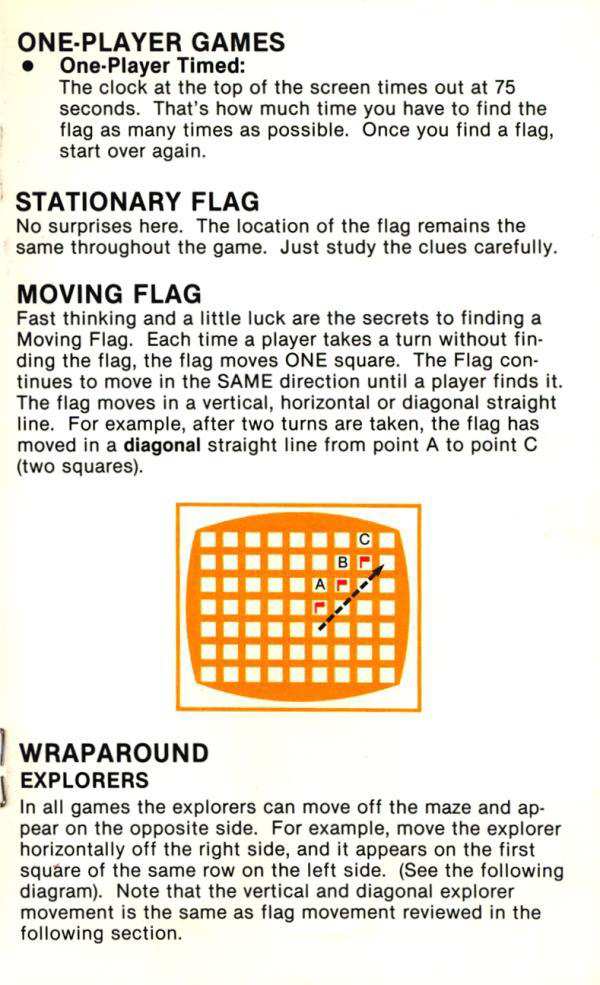 ONE-PLAYER GAMES
• One-Player Timed:
The clock at the top of the screen times out at 75
seconds. That's how much time you have to find the
flag as many times as possible. Once you find a flag,
start over again.
STATIONARY FLAG
No surprises here. The location of the flag remains the
same throughout the game. Just study the clues carefully.
MOVING FLAG
Fast thinking and a little luck are the secrets to finding a
Moving Flag. Each time a player takes a turn without fin-
ding the flag, the flag moves ONE square. The Flag con-
tinues to move in the SAME direction until a player finds it.
The flag moves in a vertical, horizontal or diagonal straight
line. For example, after two turns are taken, the flag has
moved in a diagonal straight line from point A to point C
(two squares).
C
B
A
WRAPAROUND
EXPLORERS
In all games the explorers can move off the maze and ap-
pear on the opposite side. For example, move the explorer
horizontally off the right side, and it appears on the first
square of the same row on the left side. (See the following
diagram). Note that the vertical and diagonal explorer
movement is the same as flag movement reviewed in the
following section.